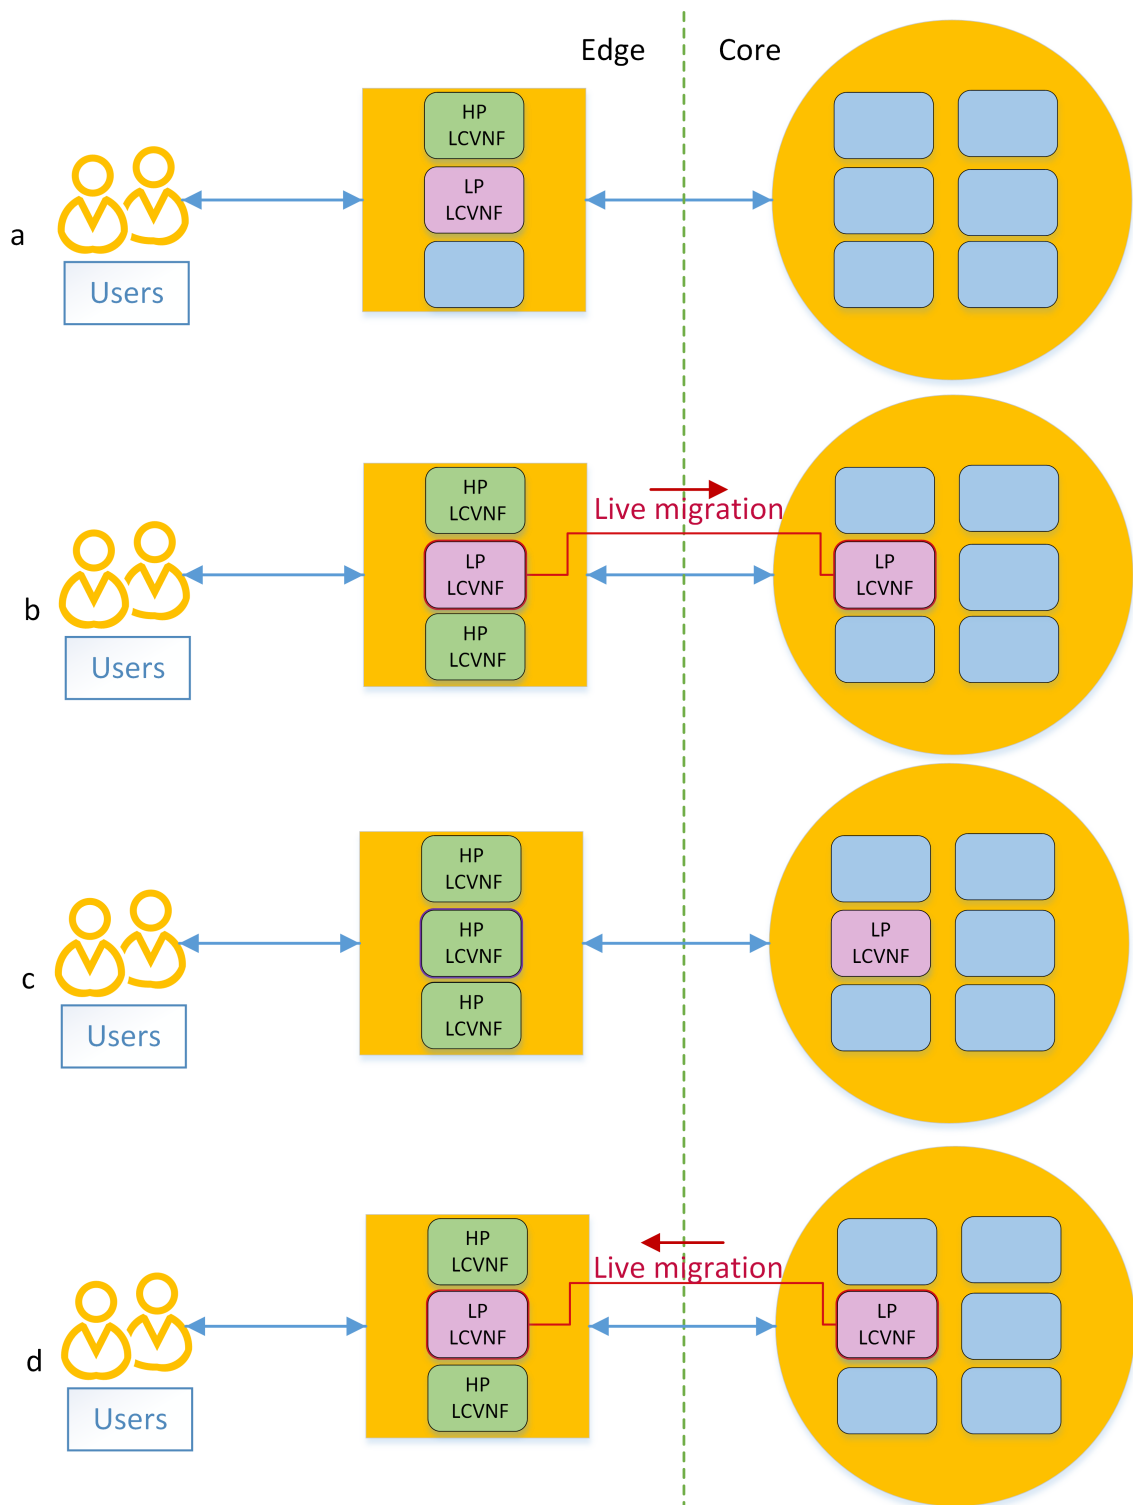 Edge
Core
HP
LCVNF
LP
LCVNF
a
Users
Live migration
HP
LCVNF
LP
LCVNF
HP
LCVNF
LP
LCVNF
b
Users
HP
LCVNF
HP
LCVNF
HP
LCVNF
LP
LCVNF
c
Users
Live migration
HP
LCVNF
LP
LCVNF
HP
LCVNF
LP
LCVNF
d
Users